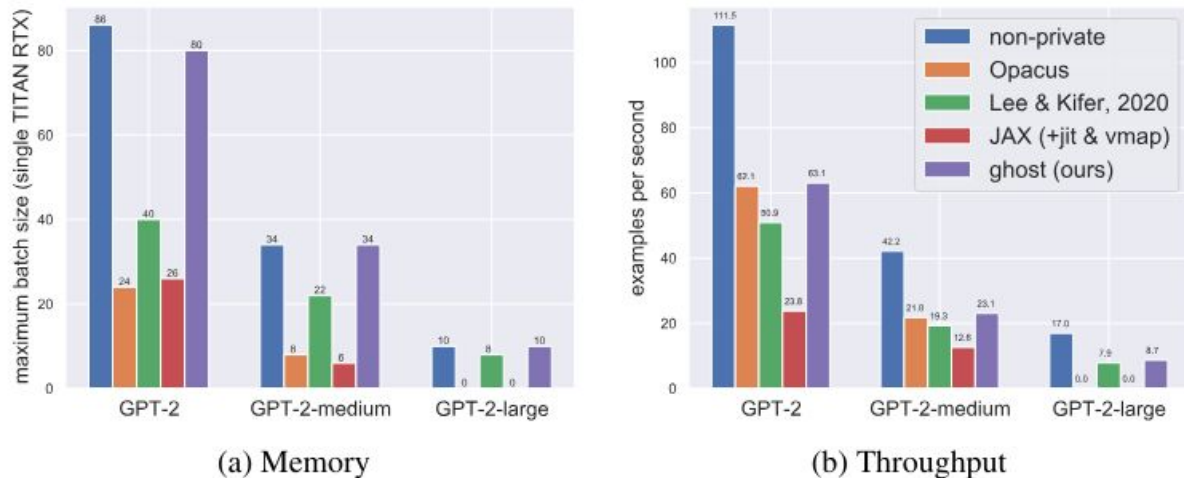 maximum batch size (single TITAN RTX)
80
60
40
20
0
86
24
40
26
80
34
8
22
6
34
10
0
8
0
10
GPT-2
GPT-2-medium
GPT-2-large
(a) Memory
examples per second
100
80
60
40
20
0
111.5
62.1
50.9
23.8
63.1
42.2
19.3
23.1
17.0
0.0
7.9
0.0
8.7
non-private
Opacus
Lee & Kifer, 2020
JAX (+jit & vmap)
ghost (ours)
GPT-2
GPT-2-medium
GPT-2-large
(b) Throughput